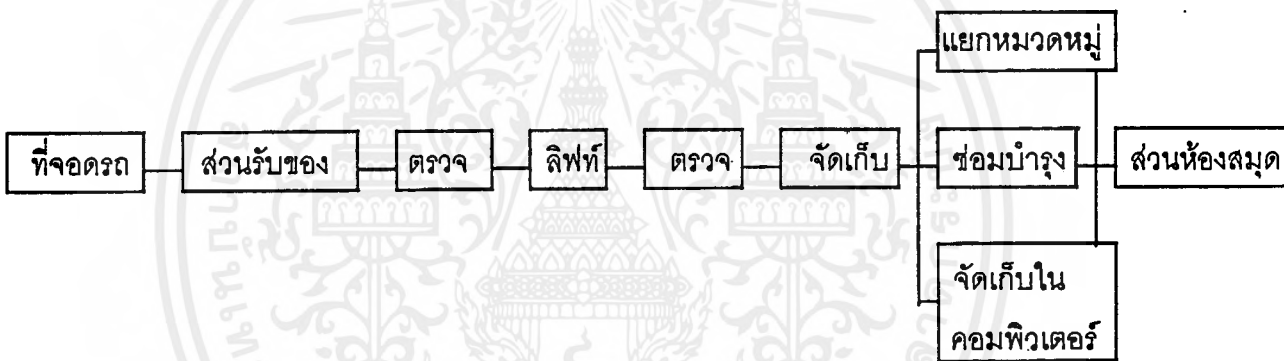 แยกหมวดหมู่
ที่จอดรถ
ส่วนรับของ
ตรวจ
ลิฟท์
ตรวจ
จัดเก็บ
ซ่อมบำรุง
ส่วนห้องสมุด
จัดเก็บใน
คอมพิวเตอร์